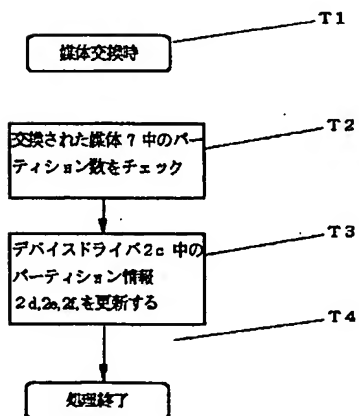 T1
媒体交換時
T2
交換された媒体7中のパー
ティション数をチェック
T3
デバイスドライバ2c中の
パーティション情報
2d,2e,2f,を更新する
T4
処理終了